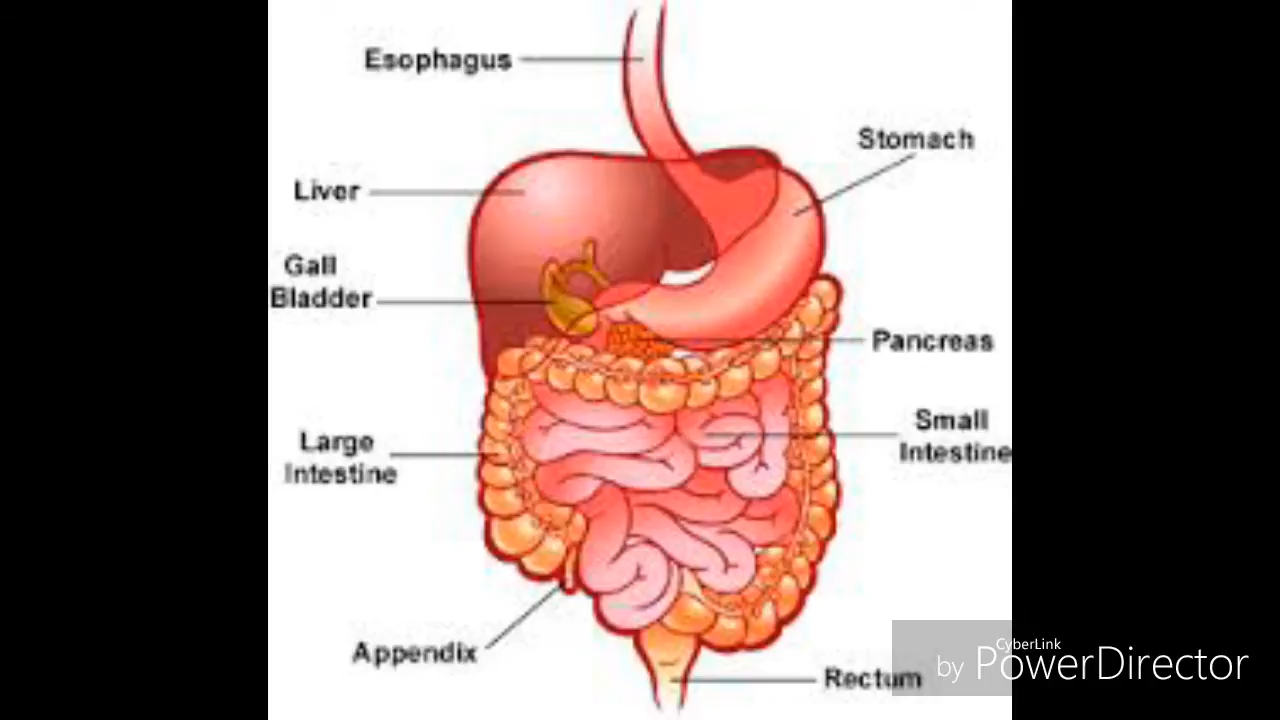 Esophagus
Stomach
Liver
Gall
Bladder
Pancreas
Small
Intestine
Large
Intestine
Appendix
Rectum
CyberLink
by PowerDirector